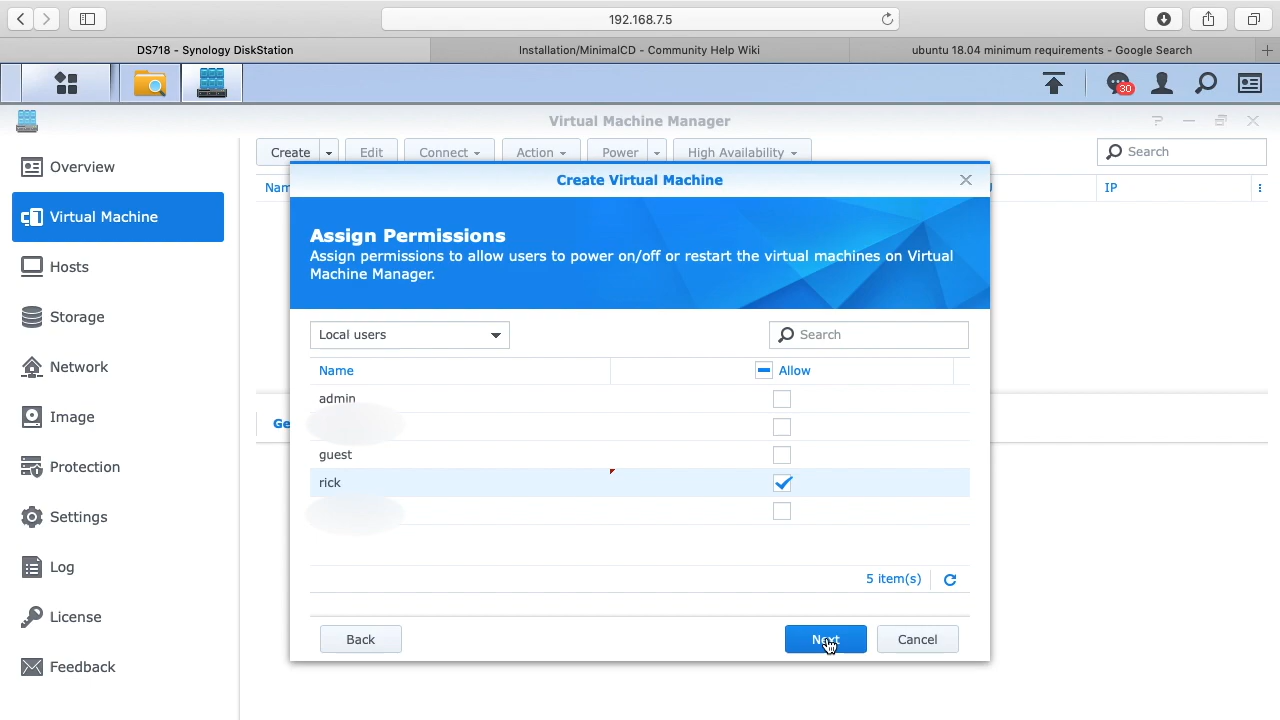 192.168.7.5
DS718 - Synology DiskStation
Installation/MinimalCD - Community Help Wiki
ubuntu 18.04 minimum requirements - Google Search
30
Virtual Machine Manager
Overview
Virtual Machine
Hosts
Storage
Network
Image
Protection
Settings
Log
License
Feedback
Create
Edit
Connect
Action
Power
High Availability
Search
IP
Create Virtual Machine
Assign Permissions
Assign permissions to allow users to power on/off or restart the virtual machines on Virtual
Machine Manager.
Local users
Search
Name
Allow
admin
guest
rick
5 item(s)
Back
Next
Cancel